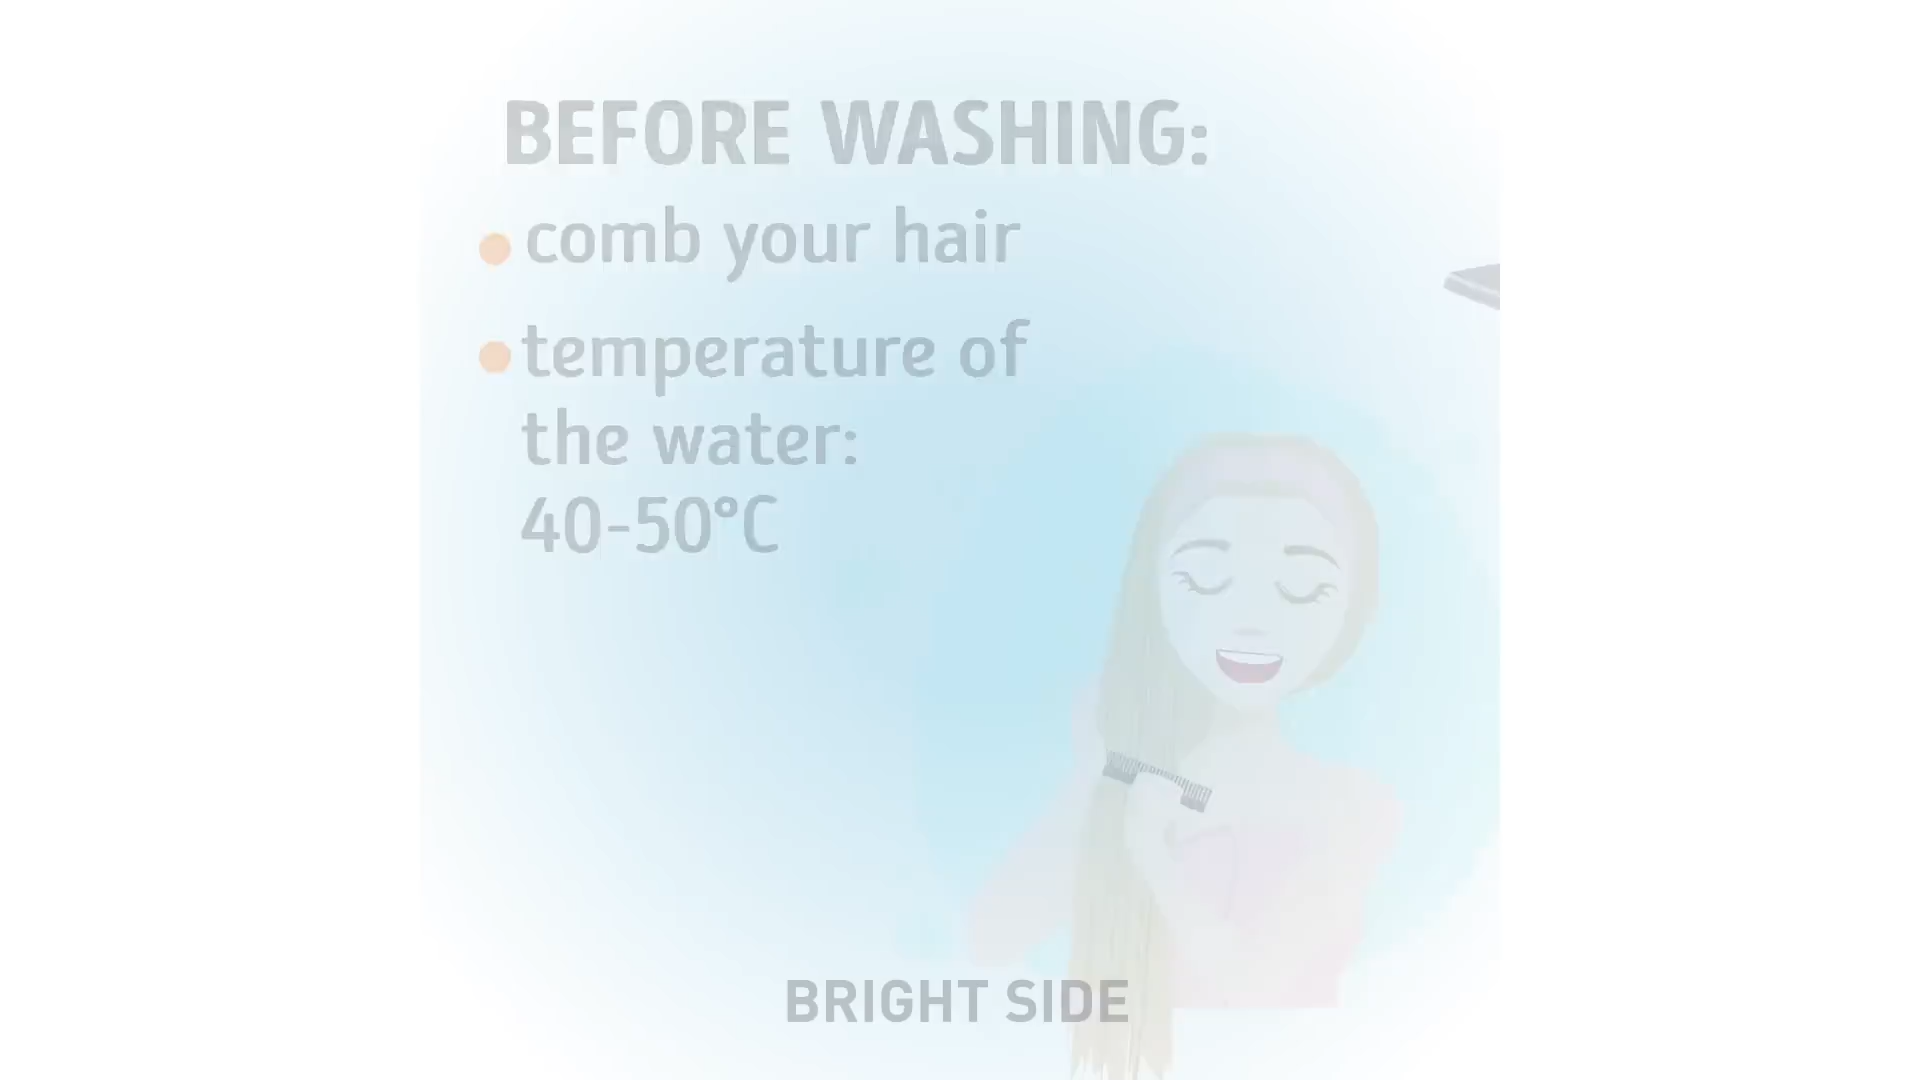 BEFORE WASHING:
comb your hair
temperature of
the water:
40-50°C
BRIGHT SIDE